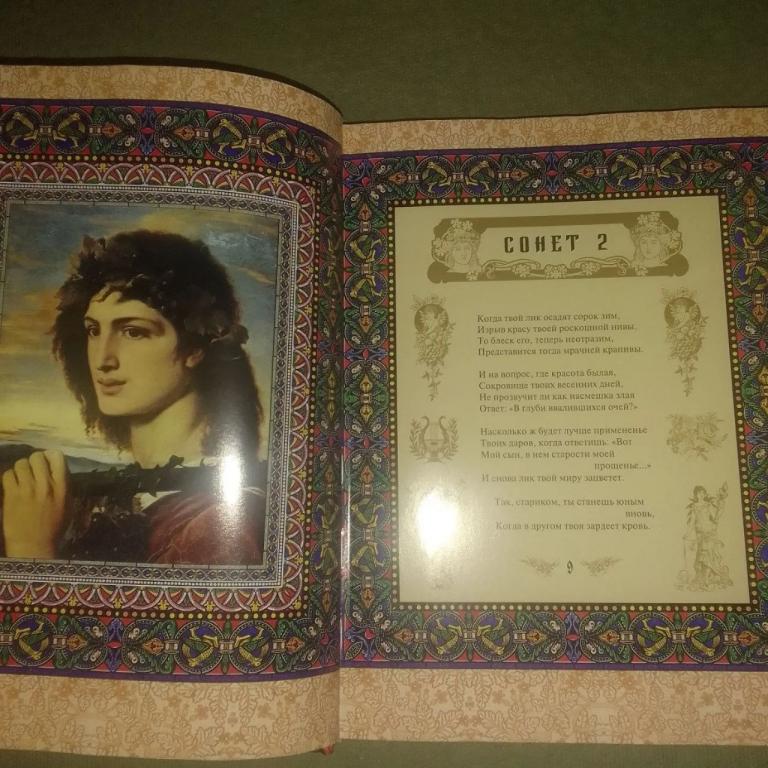 СОНЕТ 2
Когда твой лик осадят сорок зим,
Изрыв красу твоей роскошной нивы.
То блеск его, теперь неотразим,
Представится тогда мрачней крапивы.
И на вопрос, где красота былая,
Сокровище твоих весенних дней,
Не прозвучит ли как насмешка злая
Ответ: «В глуби ввалившихся очей?»
Насколько ж будет лучше примененье
Твоих даров, когда ответишь: «Вот
Мой сын, в нем старости моей
прощенье...»
И снова лик твой миру зацветет.
Так, стариком, ты станешь юным
вновь,
Когда в другом твоя зардеет кровь.
9